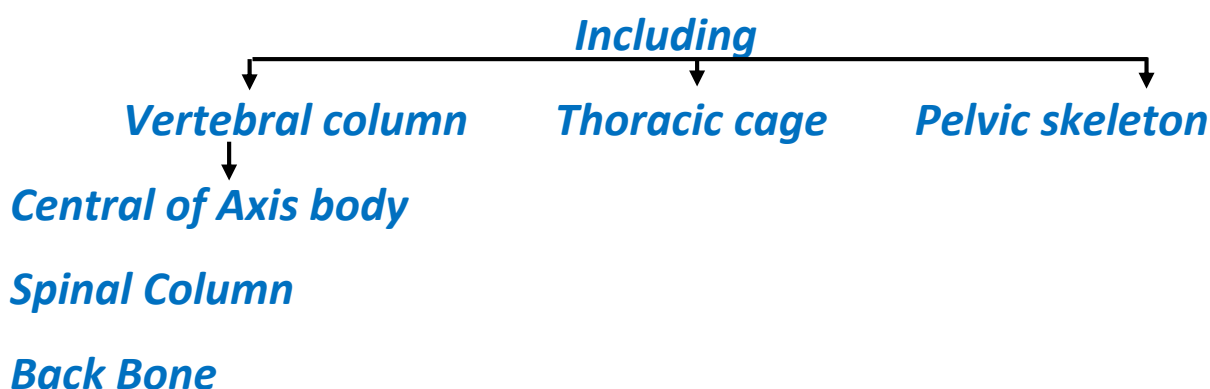 Including
Vertebral column Thoracic cage Pelvic skeleton
Central of Axis body
Spinal Column
Back Bone